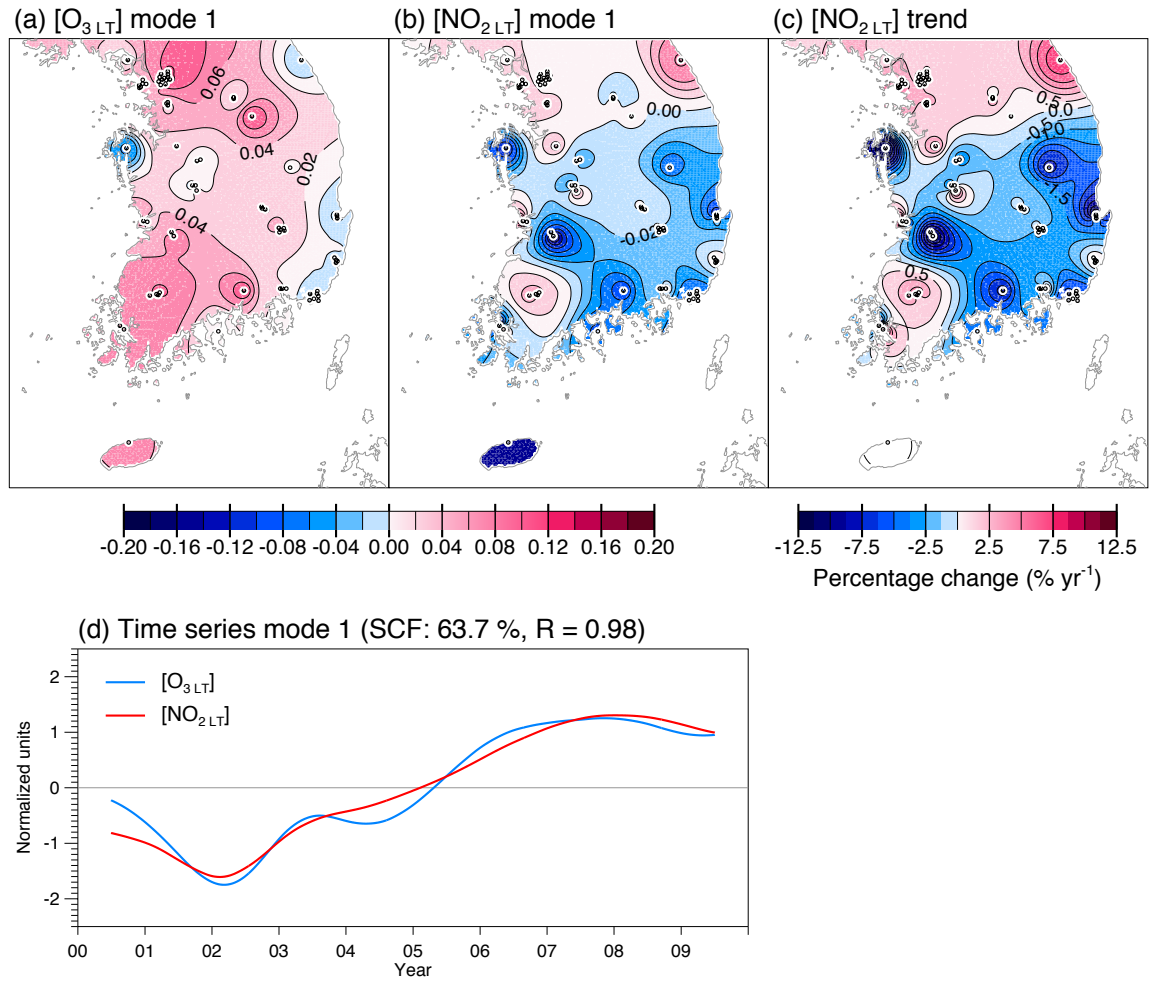 (a) [O3 LT] mode 1
(b) [NO2 LT] mode 1
(c) [NO2 LT] trend
0.06
0.04
0.02
0.04
0.00
-0.02
0.5
0.0
-0.5
-1.5
0.5
-0.20 -0.16 -0.12 -0.08 -0.04 0.00 0.04 0.08 0.12 0.16 0.20
-12.5 -7.5 -2.5 2.5 7.5 12.5
Percentage change (% yr-1)
(d) Time series mode 1 (SCF: 63.7 %, R = 0.98)
[O3 LT]
[NO2 LT]
Normalized units
2
1
0
-1
-2
00 01 02 03 04 05 06 07 08 09
Year